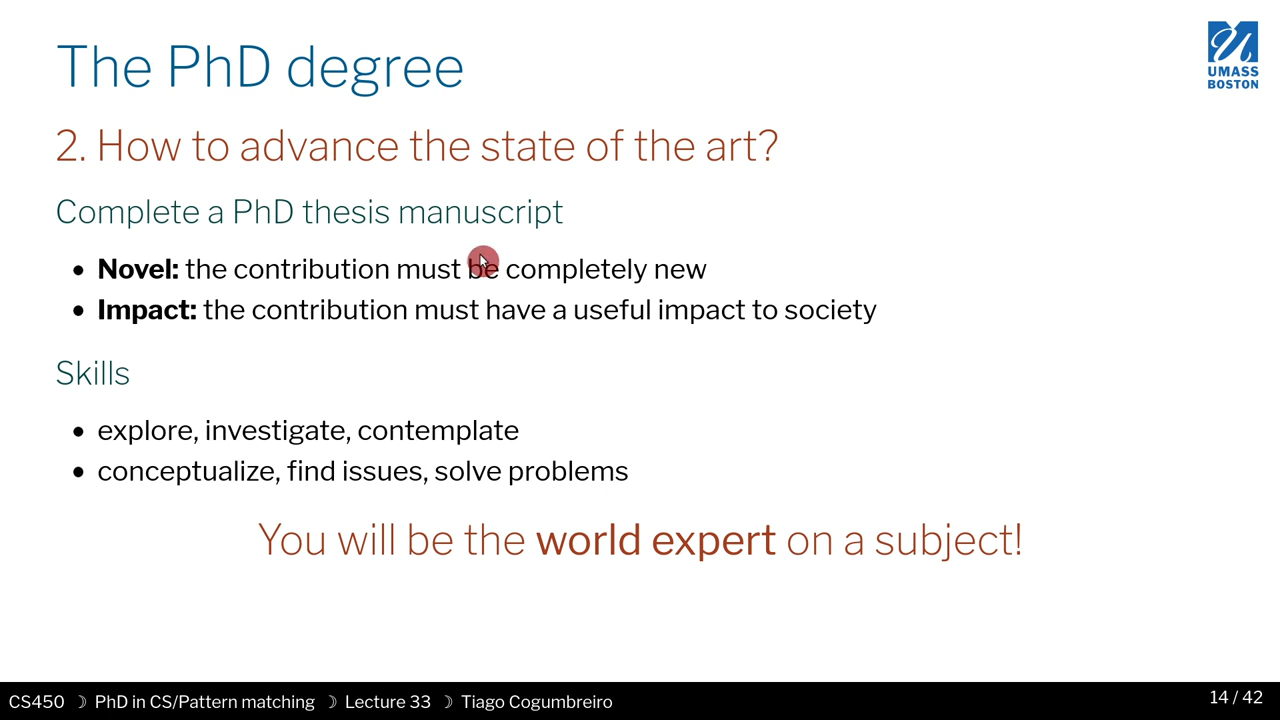 The PhD degree
UMASS
BOSTON
2. How to advance the state of the art?
Complete a PhD thesis manuscript
• Novel: the contribution must be completely new
• Impact: the contribution must have a useful impact to society
Skills
• explore, investigate, contemplate
• conceptualize, find issues, solve problems
You will be the world expert on a subject!
CS450 ☽ PhD in CS/Pattern matching ☽ Lecture 33 ☽ Tiago Cogumbreiro
14 / 42